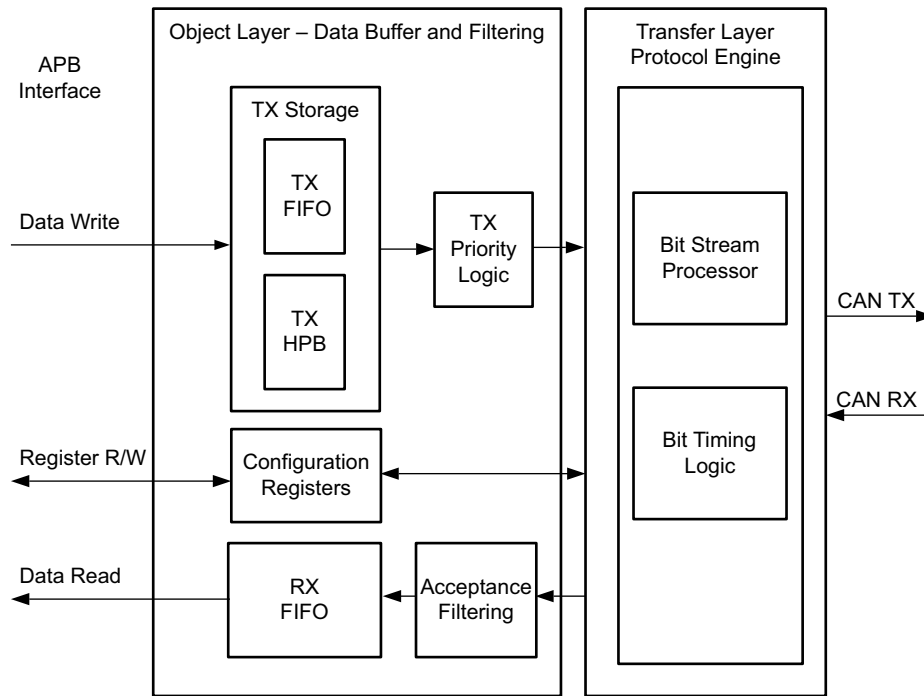 Object Layer – Data Buffer and Filtering
Transfer Layer
Protocol Engine
APB
Interface
TX Storage
TX
FIFO
TX
HPB
Data Write
TX
Priority
Logic
Bit Stream
Processor
CAN TX
CAN RX
Bit Timing
Logic
Register R/W
Configuration
Registers
Data Read
RX
FIFO
Acceptance
Filtering